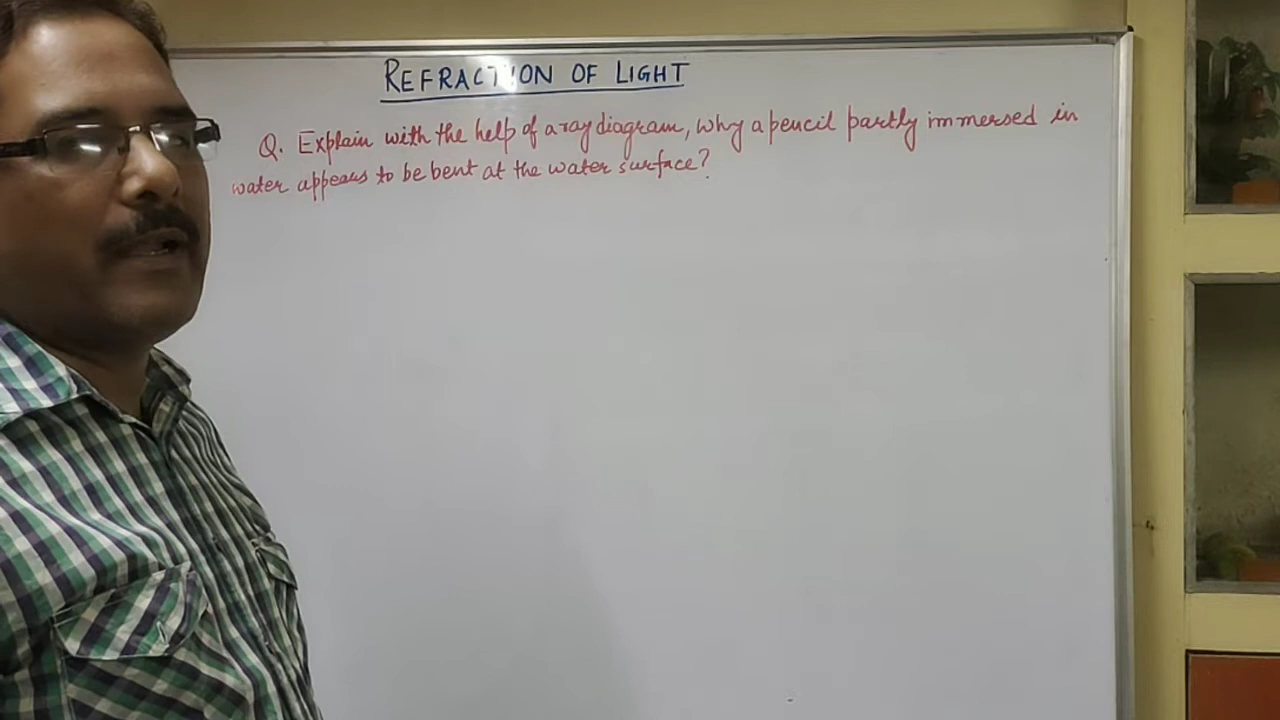 REFRACTION OF LIGHT
Q. Explain with the help of a ray diagram, why a pencil partly immersed in
water appears to be bent at the water surface?